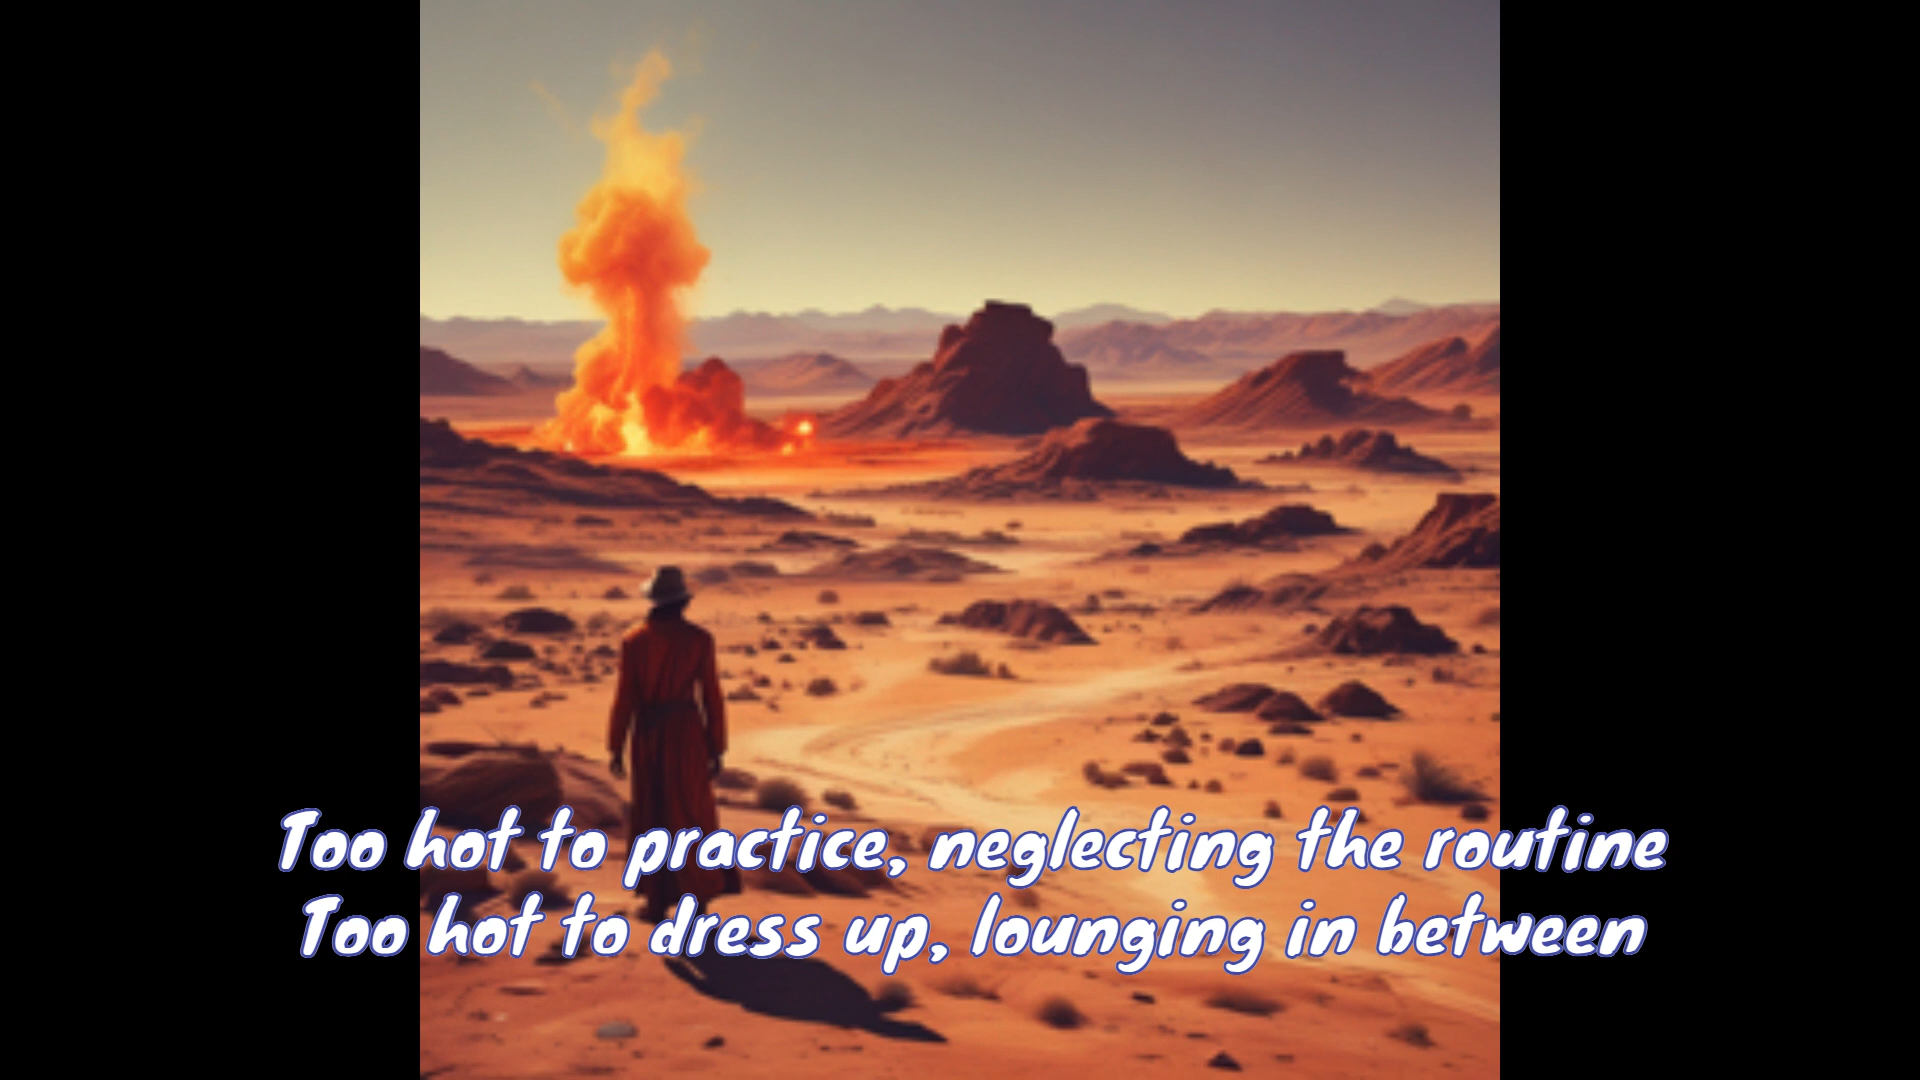 Too hot to practice, neglecting the routine
Too hot to dress up, lounging in between